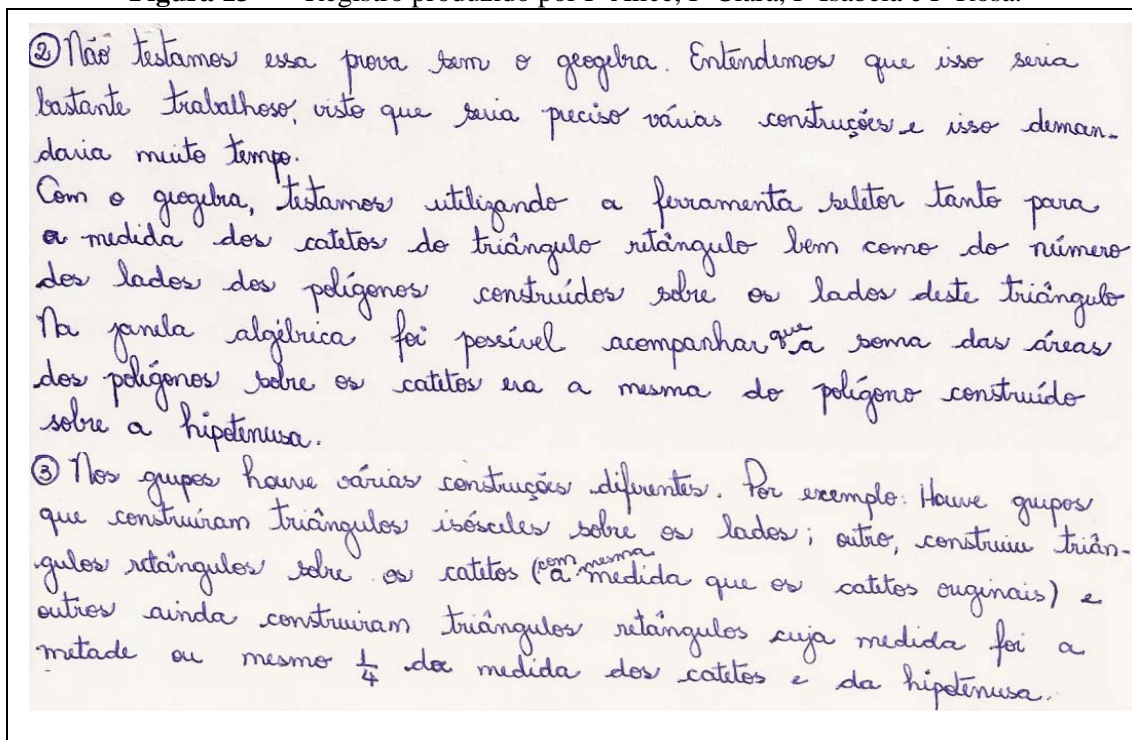 Figura 13 Registro produzido por P Alice, P Clara, P Isabela e P Rosa.
② Não testamos essa prova sem o geogebra. Entendemos que isso seria
bastante trabalhoso, visto que seria preciso várias construções e isso deman-
daria muito tempo.
Com o geogebra, testamos utilizando a ferramenta seletor tanto para
a medida dos catetos do triângulo retângulo bem como do número
dos lados dos polígonos construídos sobre os lados deste triângulo
Na janela algébrica foi possível acompanhar que a soma das áreas
dos polígonos sobre os catetos era a mesma do polígono construído
sobre a hipotenusa.
③ Nos grupos houve várias construções diferentes. Por exemplo: Houve grupos
que construíram triângulos isósceles sobre os lados; outro, construiu triân-
gulos retângulos sobre os catetos (com a mesma medida que os catetos originais) e
outros ainda construiram triângulos retângulos cuja medida foi a
metade ou mesmo 1/4 da medida dos catetos e da hipotenusa.